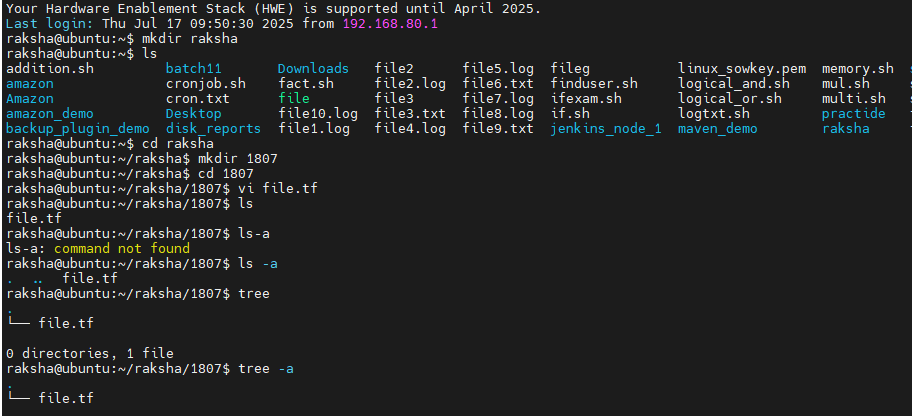 Your Hardware Enablement Stack (HWE) is supported until April 2025.
Last login: Thu Jul 17 09:50:30 2025 from 192.168.80.1
raksha@ubuntu:~$ mkdir raksha
raksha@ubuntu:~$ ls
addition.sh batch11 Downloads file2 file5.log fileg linux_sowkey.pem memory.sh
amazon cronjob.sh fact.sh file2.log file6.txt finduser.sh logical_and.sh mul.sh
Amazon cron.txt file file3 file7.log ifexam.sh logical_or.sh multi.sh
amazon_demo Desktop file10.log file3.txt file8.log if.sh logtxt.sh practide
backup_plugin_demo disk_reports file1.log file4.log file9.txt jenkins_node_1 maven_demo raksha
raksha@ubuntu:~$ cd raksha
raksha@ubuntu:~/raksha$ mkdir 1807
raksha@ubuntu:~/raksha$ cd 1807
raksha@ubuntu:~/raksha/1807$ vi file.tf
raksha@ubuntu:~/raksha/1807$ ls
file.tf
raksha@ubuntu:~/raksha/1807$ ls-a
ls-a: command not found
raksha@ubuntu:~/raksha/1807$ ls -a
. .. file.tf
raksha@ubuntu:~/raksha/1807$ tree
.
└── file.tf
0 directories, 1 file
raksha@ubuntu:~/raksha/1807$ tree -a
.
└── file.tf